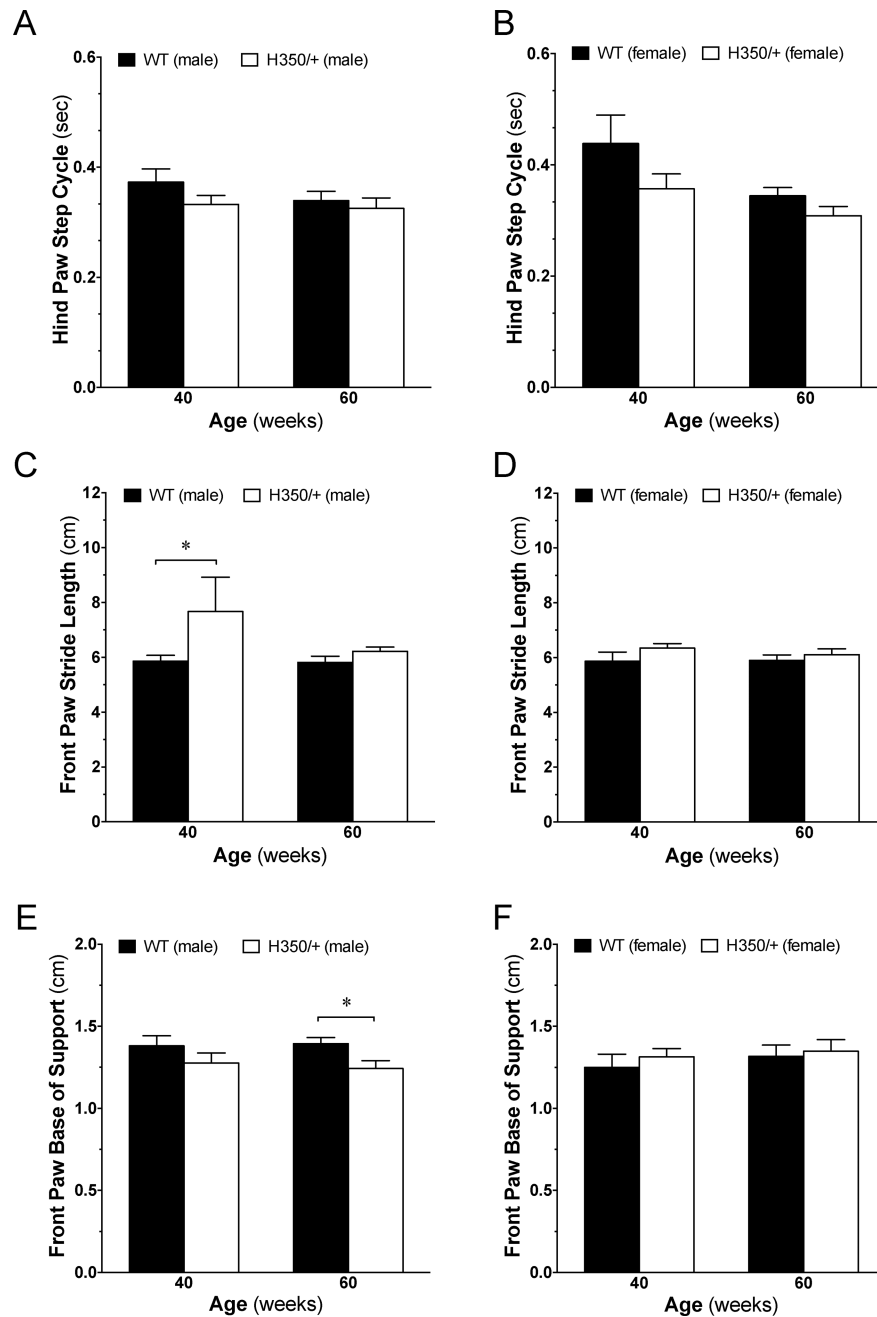 A
WT (male) H350/+ (male)
Hind Paw Step Cycle (sec)
0.6
0.4
0.2
0.0
40 60
Age (weeks)
B
WT (female) H350/+ (female)
Hind Paw Step Cycle (sec)
0.6
0.4
0.2
0.0
40 60
Age (weeks)
C
WT (male) H350/+ (male)
Front Paw Stride Length (cm)
12
10
8
6
4
2
0
*
40 60
Age (weeks)
D
WT (female) H350/+ (female)
Front Paw Stride Length (cm)
12
10
8
6
4
2
0
40 60
Age (weeks)
E
WT (male) H350/+ (male)
Front Paw Base of Support (cm)
2.0
1.5
1.0
0.5
0.0
*
40 60
Age (weeks)
F
WT (female) H350/+ (female)
Front Paw Base of Support (cm)
2.0
1.5
1.0
0.5
0.0
40 60
Age (weeks)